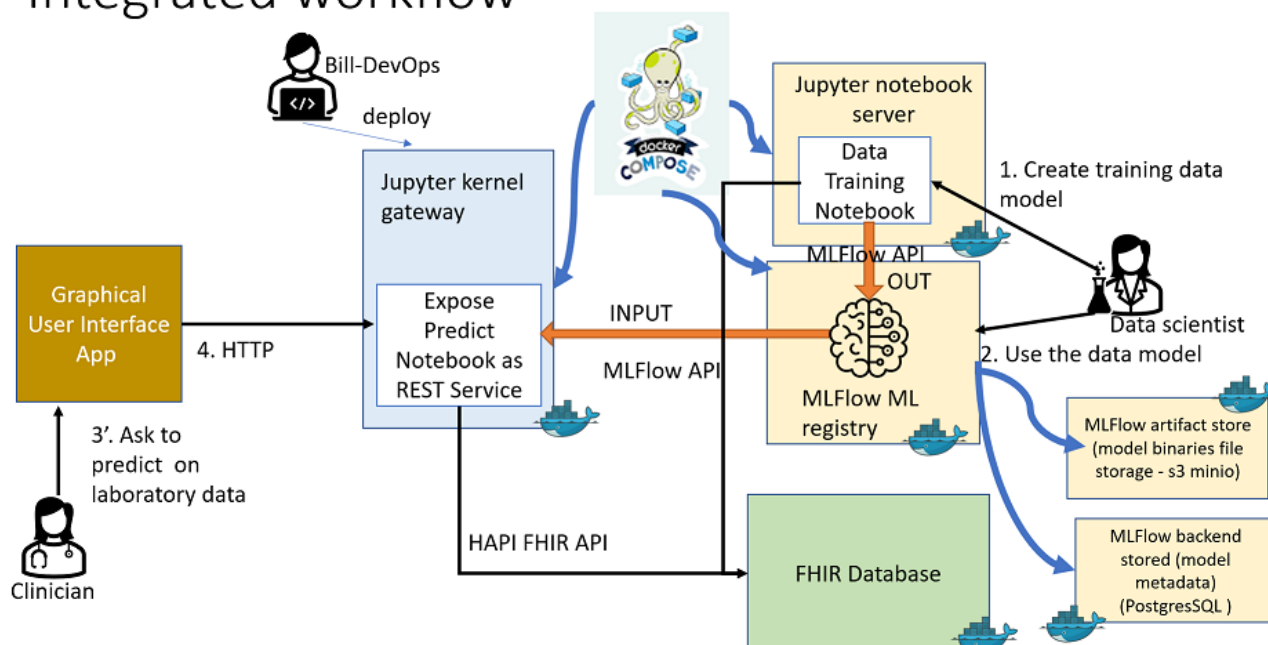 Integrated workflow
Bill-DevOps
</>
deploy
docker
COMPOSE
Jupyter notebook
server
Data
Training
Notebook
1. Create training data
model
Jupyter kernel
gateway
MLFlow API
OUT
Graphical
User Interface
App
Expose
Predict
Notebook as
REST Service
INPUT
MLFlow API
4. HTTP
Data scientist
2. Use the data model
MLFlow ML
registry
3'. Ask to
predict on
laboratory data
MLFlow artifact store
(model binaries file
storage - s3 minio)
HAPI FHIR API
FHIR Database
MLFlow backend
stored (model
metadata)
(PostgresSQL )
Clinician